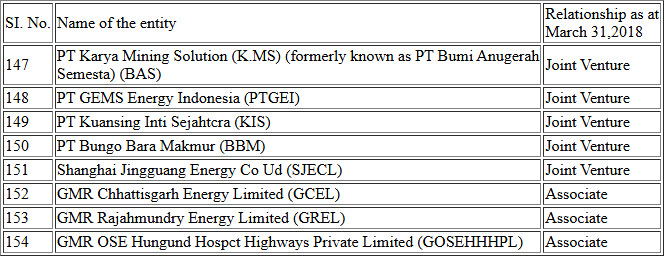 SI. No. Name of the entity Relationship as at
March 31,2018
147 PT Karya Mining Solution (K.MS) (formerly known as PT Bumi Anugerah
Semesta) (BAS) Joint Venture
148 PT GEMS Energy Indonesia (PTGEI) Joint Venture
149 PT Kuansing Inti Sejahtcra (KIS) Joint Venture
150 PT Bungo Bara Makmur (BBM) Joint Venture
151 Shanghai Jingguang Energy Co Ud (SJECL) Joint Venture
152 GMR Chhattisgarh Energy Limited (GCEL) Associate
153 GMR Rajahmundry Energy Limited (GREL) Associate
154 GMR OSE Hungund Hospct Highways Private Limited (GOSEHHHPL) Associate